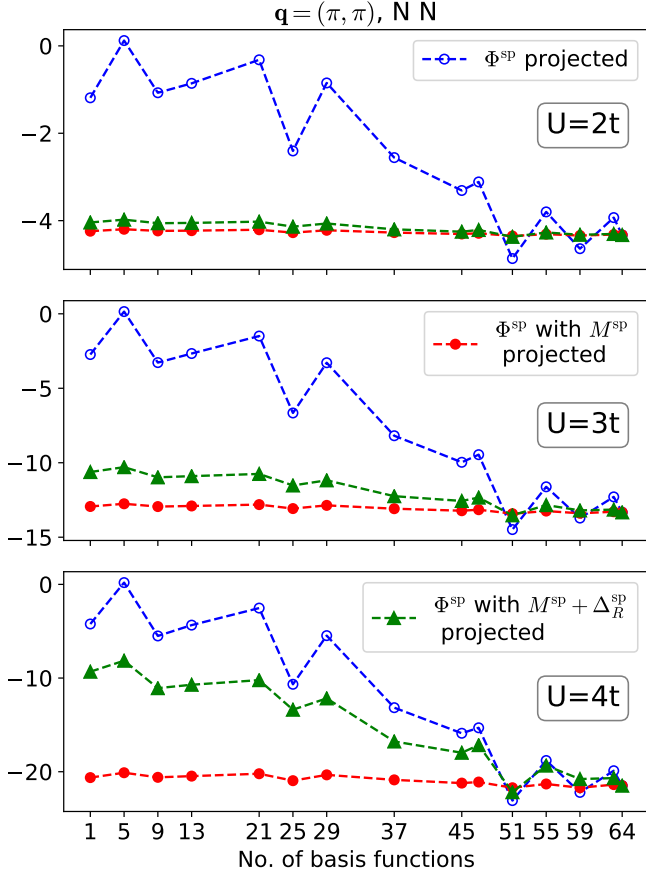 q = (π, π), N N
0
−2
−4
Φ^sp projected
U=2t
0
−5
−10
−15
Φ^sp with M^sp
projected
U=3t
0
−10
−20
Φ^sp with M^sp + Δ_R^sp
projected
U=4t
1 5 9 13 21 25 29 37 45 51 55 59 64
No. of basis functions